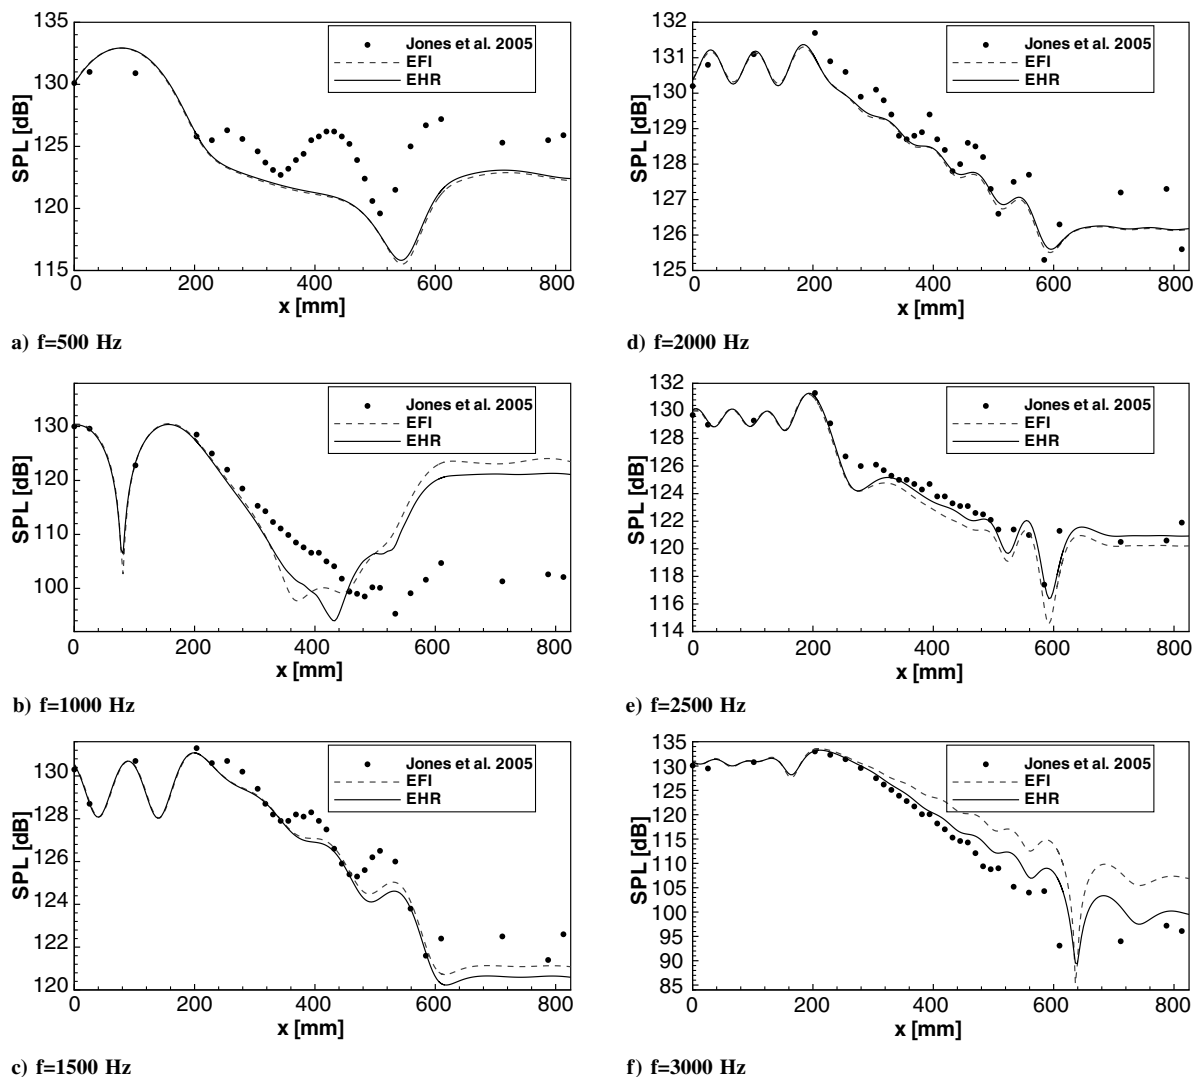 135
130
125
120
115
SPL [dB]
Jones et al. 2005
EFI
EHR
0
200
400
600
800
x [mm]
a) f=500 Hz
132
131
130
129
128
127
126
125
SPL [dB]
Jones et al. 2005
EFI
EHR
0
200
400
600
800
x [mm]
d) f=2000 Hz
130
120
110
100
SPL [dB]
Jones et al. 2005
EFI
EHR
0
200
400
600
800
x [mm]
b) f=1000 Hz
132
130
128
126
124
122
120
118
116
114
SPL [dB]
Jones et al. 2005
EFI
EHR
0
200
400
600
800
x [mm]
e) f=2500 Hz
130
128
126
124
122
120
SPL [dB]
Jones et al. 2005
EFI
EHR
0
200
400
600
800
x [mm]
c) f=1500 Hz
135
130
125
120
115
110
105
100
95
90
85
SPL [dB]
Jones et al. 2005
EFI
EHR
0
200
400
600
800
x [mm]
f) f=3000 Hz